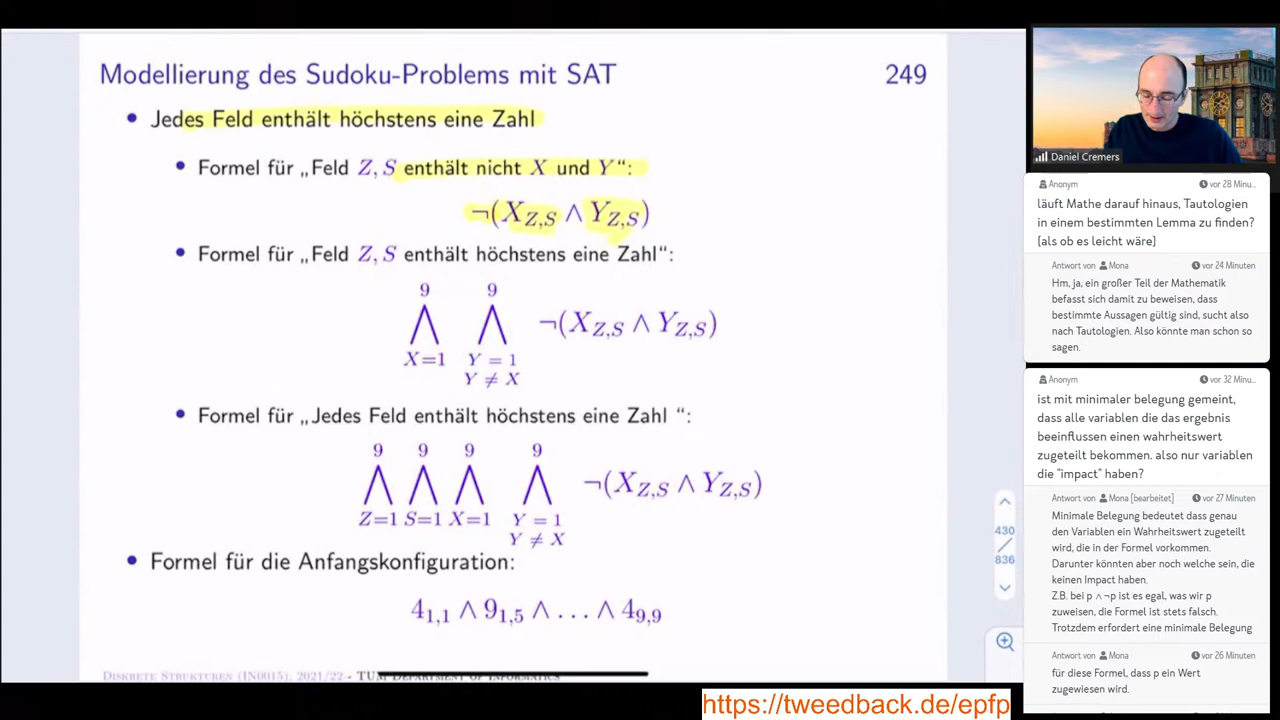 Modellierung des Sudoku-Problems mit SAT 249
• Jedes Feld enthält höchstens eine Zahl
• Formel für „Feld Z, S enthält nicht X und Y“:
¬(X_{Z,S} ∧ Y_{Z,S})
• Formel für „Feld Z, S enthält höchstens eine Zahl“:
9 9
⋀ ⋀ ¬(X_{Z,S} ∧ Y_{Z,S})
X=1 Y = 1
Y ≠ X
• Formel für „Jedes Feld enthält höchstens eine Zahl “:
9 9 9 9
⋀ ⋀ ⋀ ⋀ ¬(X_{Z,S} ∧ Y_{Z,S})
Z=1 S=1 X=1 Y = 1
Y ≠ X
• Formel für die Anfangskonfiguration:
4_{1,1} ∧ 9_{1,5} ∧ … ∧ 4_{9,9}
Diskrete Strukturen (IN0015), 2021/22 - TUM Department of Informatics
430
836
Daniel Cremers
Anonym vor 28 Minu...
läuft Mathe darauf hinaus, Tautologien
in einem bestimmten Lemma zu finden?
[als ob es leicht wäre]
Antwort von Mona vor 24 Minuten
Hm, ja, ein großer Teil der Mathematik
befasst sich damit zu beweisen, dass
bestimmte Aussagen gültig sind, sucht also
nach Tautologien. Also könnte man schon so
sagen.
Anonym vor 32 Minu...
ist mit minimaler belegung gemeint,
dass alle variablen die das ergebnis
beeinflussen einen wahrheitswert
zugeteilt bekommen. also nur variablen
die "impact" haben?
Antwort von Mona [bearbeitet] vor 27 Minuten
Minimale Belegung bedeutet dass genau
den Variablen ein Wahrheitswert zugeteilt
wird, die in der Formel vorkommen.
Darunter könnten aber noch welche sein, die
keinen Impact haben.
Z.B. bei p ∧ ¬p ist es egal, was wir p
zuweisen, die Formel ist stets falsch.
Trotzdem erfordert eine minimale Belegung
Antwort von Mona vor 26 Minuten
für diese Formel, dass p ein Wert
zugewiesen wird.
https://tweedback.de/epfp